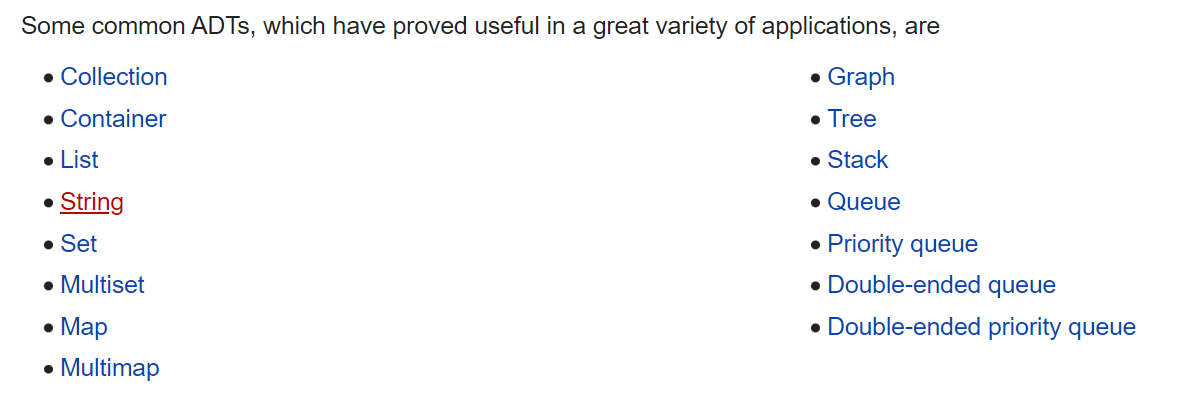 Some common ADTs, which have proved useful in a great variety of applications, are
Collection
Container
List
String
Set
Multiset
Map
Multimap
Graph
Tree
Stack
Queue
Priority queue
Double-ended queue
Double-ended priority queue